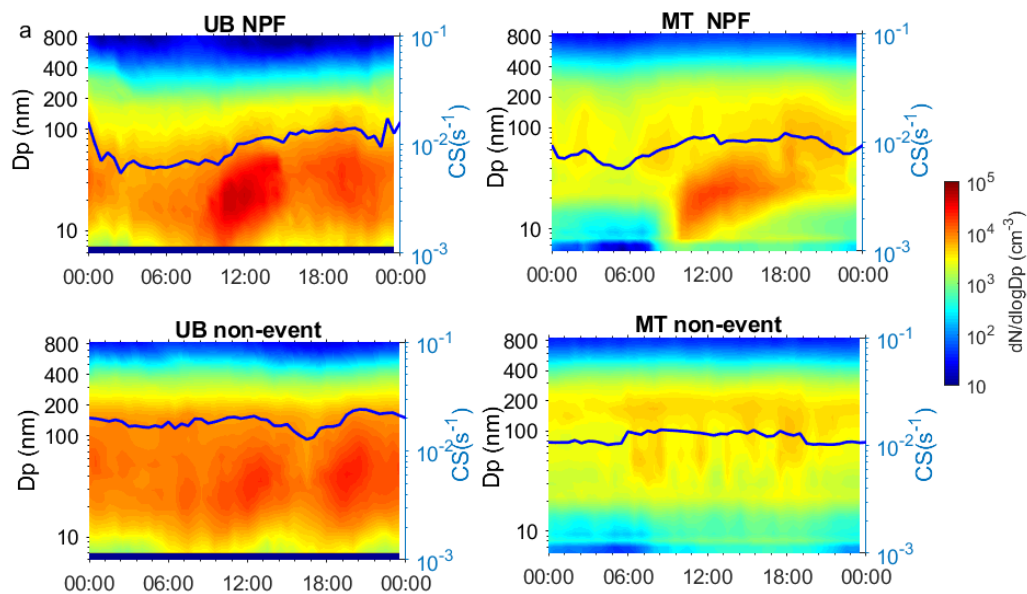 a
UB NPF
800
400
200
100
10
Dp (nm)
10⁻¹
10⁻²
10⁻³
CS(s⁻¹)
00:00 06:00 12:00 18:00 00:00
MT NPF
800
400
200
100
10
Dp (nm)
10⁻¹
10⁻²
10⁻³
CS(s⁻¹)
00:00 06:00 12:00 18:00 00:00
UB non-event
800
400
200
100
10
Dp (nm)
10⁻¹
10⁻²
10⁻³
CS(s⁻¹)
00:00 06:00 12:00 18:00 00:00
MT non-event
800
400
200
100
10
Dp (nm)
10⁻¹
10⁻²
10⁻³
CS(s⁻¹)
00:00 06:00 12:00 18:00 00:00
10⁵
10⁴
10³
10²
10
dN/dlogDp (cm⁻³)